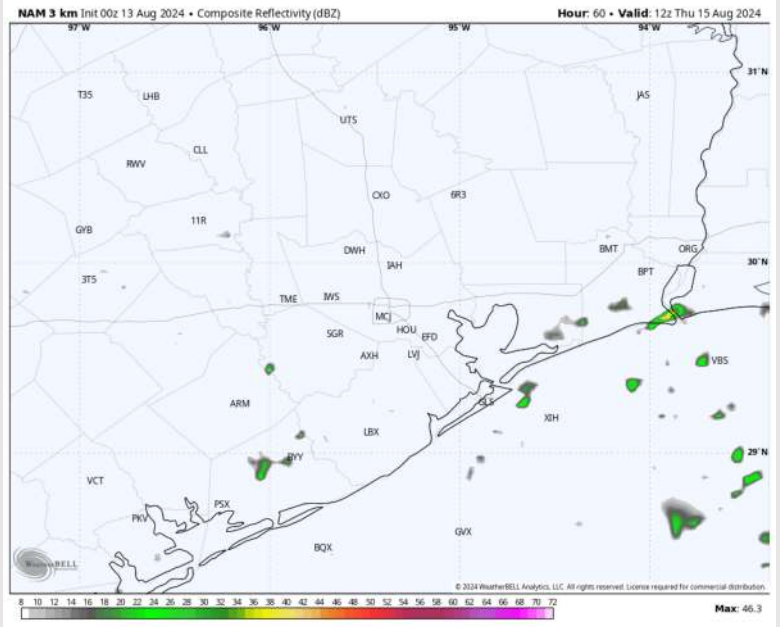 NAM 3 km Init 00z 13 Aug 2024 • Composite Reflectivity (dBZ) Hour: 60 • Valid: 12z Thu 15 Aug 2024
97°W 96°W 95°W 94°W
31°N
T35 LHB JAS
UTS
CLL
RWV
CXO 6R3
11R
GYB
DWH BMT ORG
30°N
IAH BPT
3T5
TME IWS
MCJ
SGR HOU EFD
AXH LVJ VBS
ARM GLS
XIH
LBX
29°N
BYY
VCT
PSX
PKV
GVX
BQX
WeatherBELL
© 2024 WeatherBELL Analytics, LLC. All rights reserved. License required for commercial distribution.
8 10 12 14 16 18 20 22 24 26 28 30 32 34 36 38 40 42 44 46 48 50 52 54 56 58 60 62 64 66 68 70 72
Max: 46.3